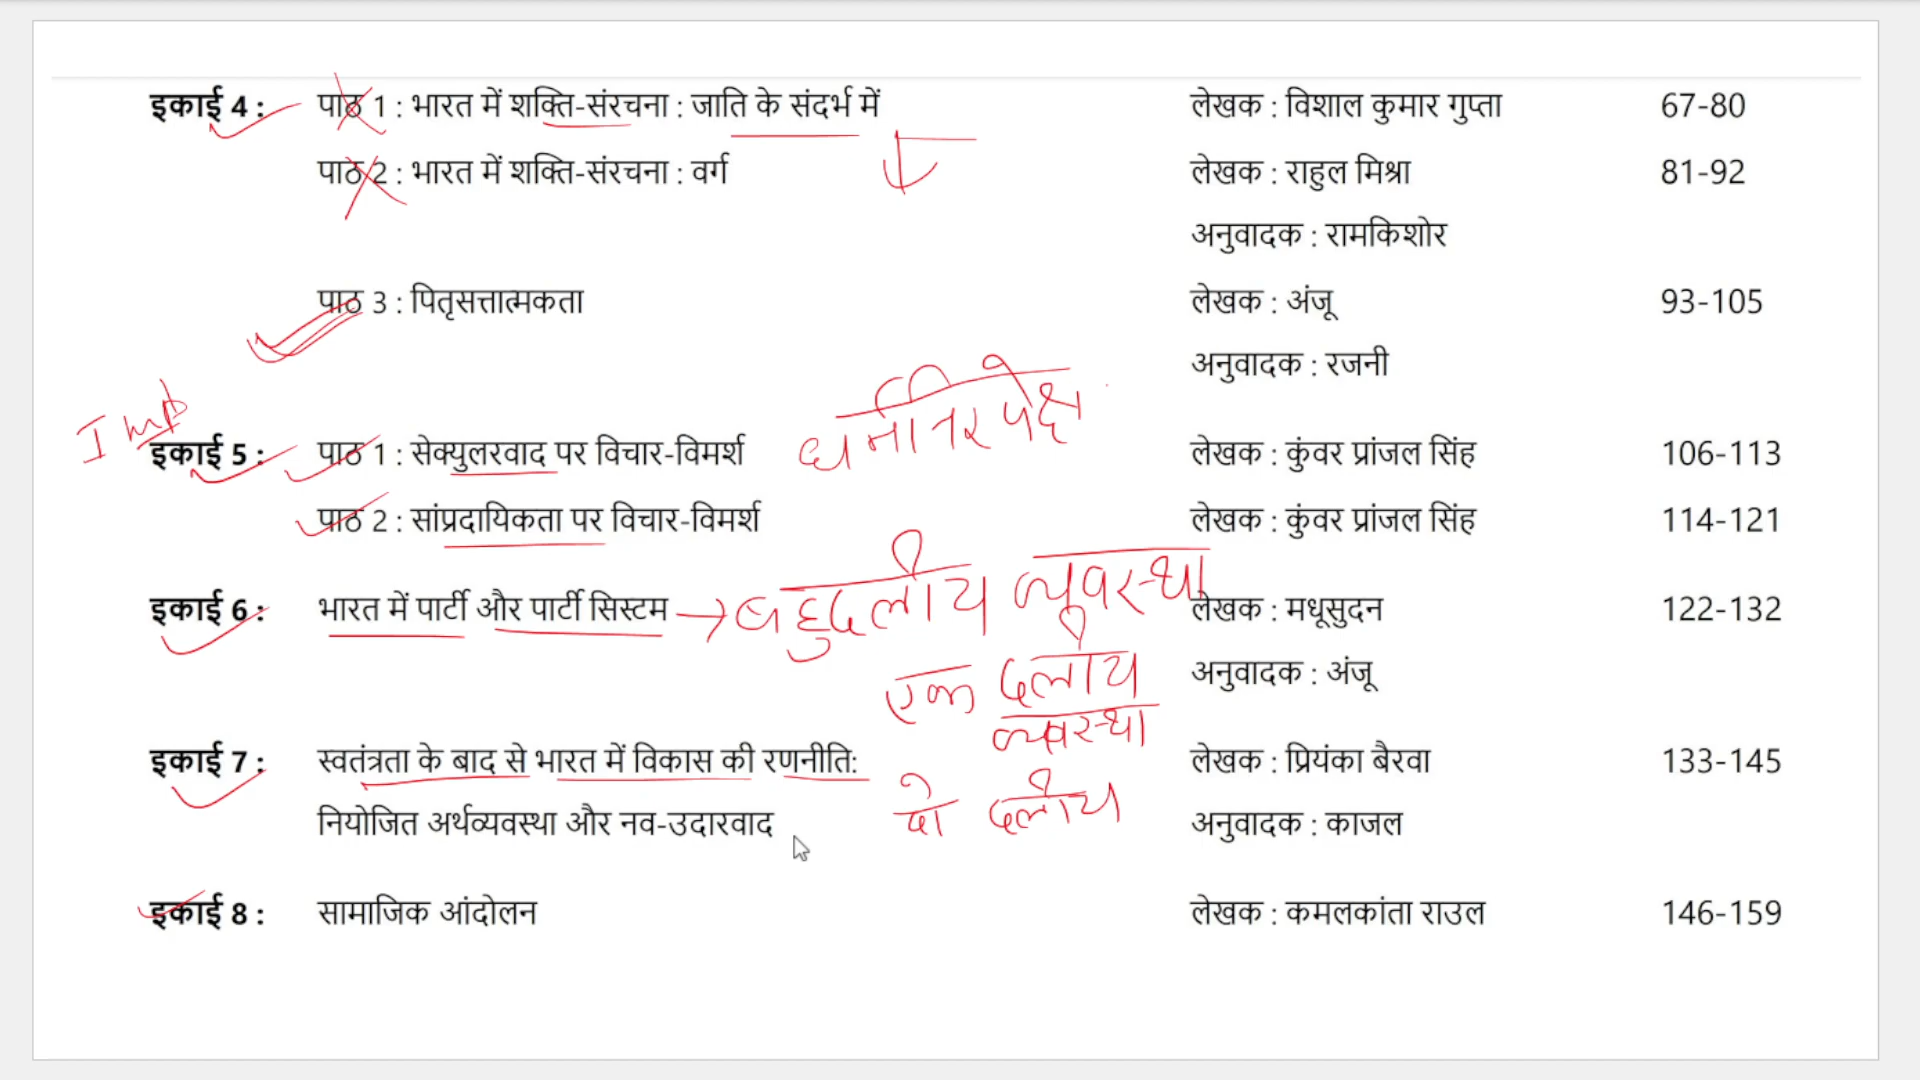 इकाई 4 : पाठ 1 : भारत में शक्ति-संरचना : जाति के संदर्भ में लेखक : विशाल कुमार गुप्ता 67-80
पाठ 2 : भारत में शक्ति-संरचना : वर्ग लेखक : राहुल मिश्रा 81-92
अनुवादक : रामकिशोर
पाठ 3 : पितृसत्तात्मकता लेखक : अंजू 93-105
अनुवादक : रजनी
Imp
धर्मनिरपेक्ष
इकाई 5 : पाठ 1 : सेक्युलरवाद पर विचार-विमर्श लेखक : कुंवर प्रांजल सिंह 106-113
पाठ 2 : सांप्रदायिकता पर विचार-विमर्श लेखक : कुंवर प्रांजल सिंह 114-121
इकाई 6 : भारत में पार्टी और पार्टी सिस्टम → बहुदलीय व्यवस्था लेखक : मधूसुदन 122-132
एक दलीय अनुवादक : अंजू
व्यवस्था
इकाई 7 : स्वतंत्रता के बाद से भारत में विकास की रणनीति: लेखक : प्रियंका बैरवा 133-145
नियोजित अर्थव्यवस्था और नव-उदारवाद दो दलीय अनुवादक : काजल
इकाई 8 : सामाजिक आंदोलन लेखक : कमलकांता राउल 146-159